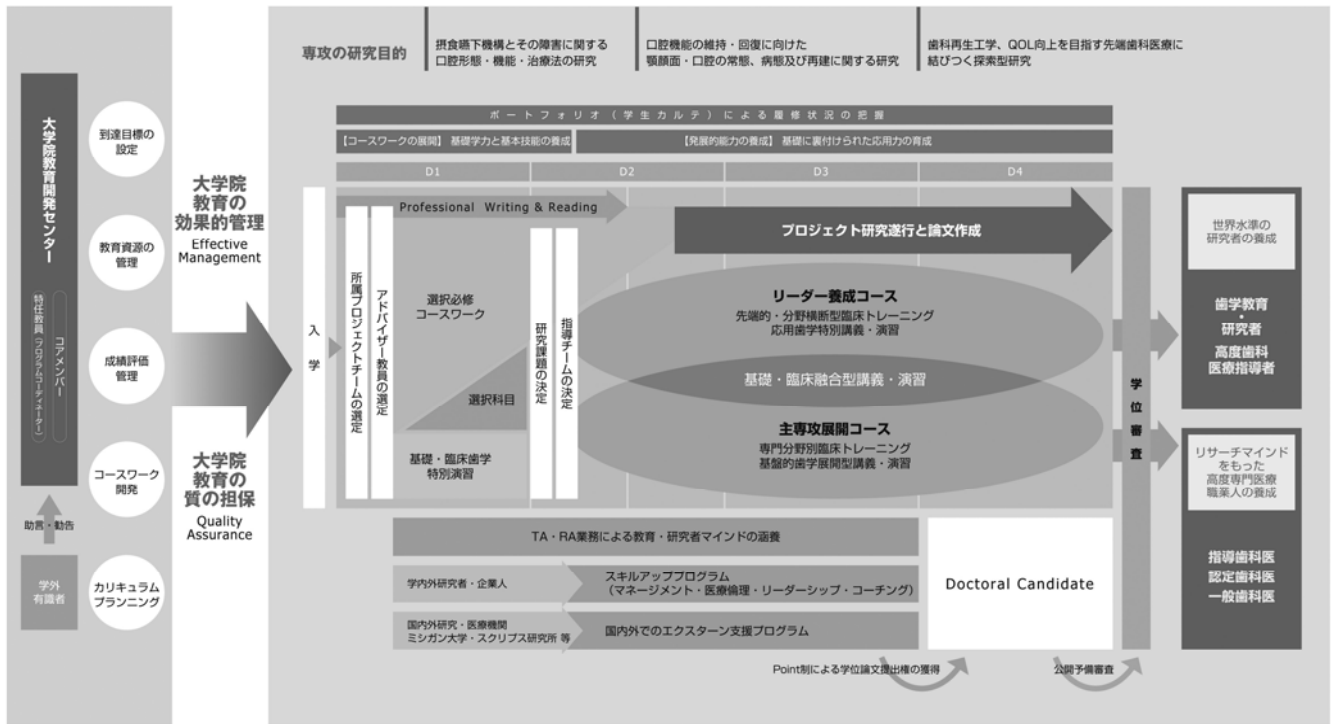 専攻の研究目的
摂食嚥下機構とその障害に関する
口腔形態・機能・治療法の研究
口腔機能の維持・回復に向けた
顎顔面・口腔の常態、病態及び再建に関する研究
歯科再生工学、QOL向上を目指す先端歯科医療に
結びつく探索型研究
大学院教育開発センター
コアメンバー
特任教員(プログラムコーディネーター)
助言・勧告
学外
有識者
到達目標の
設定
教育資源の
管理
成績評価
管理
コースワーク
開発
カリキュラム
プランニング
大学院
教育の
効果的管理
Effective
Management
大学院
教育の
質の担保
Quality
Assurance
ポートフォリオ(学生カルテ)による履修状況の把握
【コースワークの展開】 基礎学力と基本技能の養成
【発展的能力の養成】 基礎に裏付けられた応用力の育成
D1
D2
D3
D4
入学
Professional Writing & Reading
プロジェクト研究遂行と論文作成
所属プロジェクトチームの選定
アドバイザー教員の選定
選択必修
コースワーク
選択科目
基礎・臨床歯学
特別演習
研究課題の決定
指導チームの決定
リーダー養成コース
先端的・分野横断型臨床トレーニング
応用歯学特別講義・演習
基礎・臨床融合型講義・演習
主専攻展開コース
専門分野別臨床トレーニング
基盤的歯学展開型講義・演習
TA・RA業務による教育・研究者マインドの涵養
学内外研究者・企業人
スキルアッププログラム
(マネージメント・医療倫理・リーダーシップ・コーチング)
国内外研究・医療機関
ミシガン大学・スクリプス研究所 等
国内外でのエクスターン支援プログラム
Doctoral Candidate
Point制による学位論文提出権の獲得
公開予備審査
学位審査
世界水準の
研究者の養成
歯学教育
・
研究者
高度歯科
医療指導者
リサーチマインド
をもった
高度専門医療
職業人の養成
指導歯科医
認定歯科医
一般歯科医